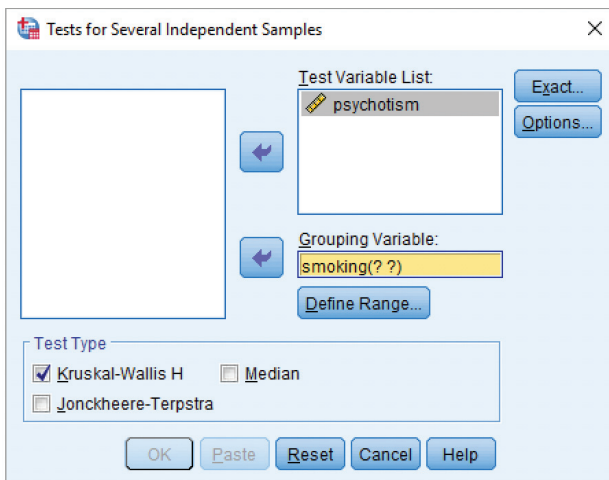 Tests for Several Independent Samples
Test Variable List:
psychotism
Exact...
Options...
Grouping Variable:
smoking(? ?)
Define Range...
Test Type
Kruskal-Wallis H
Median
Jonckheere-Terpstra
OK
Paste
Reset
Cancel
Help